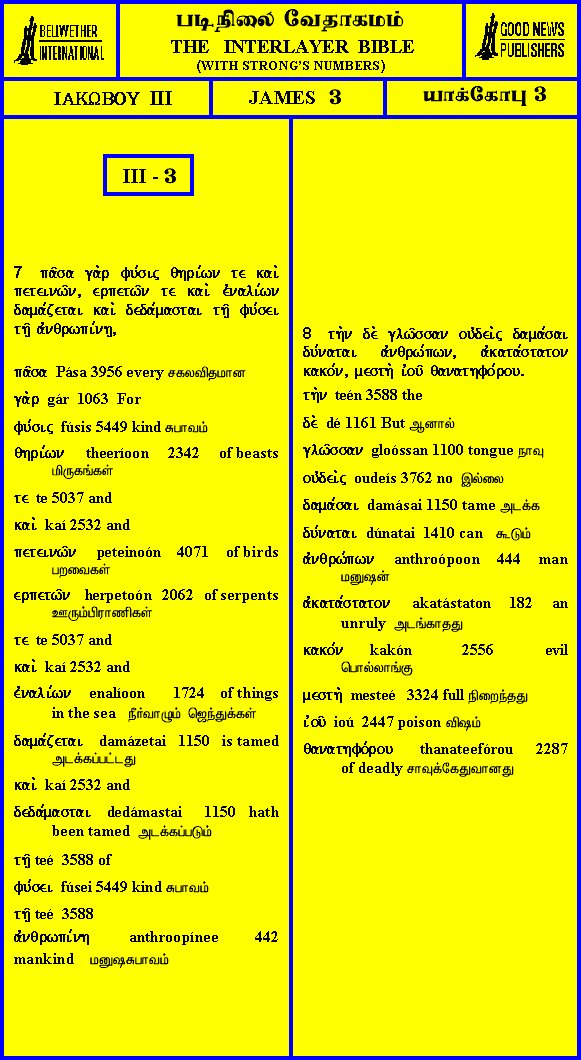 BELLWETHER
INTERNATIONAL
படிநிலை வேதாகமம்
THE INTERLAYER BIBLE
(WITH STRONG'S NUMBERS)
GOOD NEWS
PUBLISHERS
ΙΑΚΩΒΟΥ III
JAMES 3
யாக்கோபு 3
III - 3
7 πᾶσα γὰρ φύσις θηρίων τε καὶ
πετεινῶν, ερπετῶν τε καὶ ἐναλίων
δαμάζεται καὶ δεδάμασται τῇ φύσει
τῇ ἀνθρωπίνῃ,
πᾶσα Pása 3956 every சகலவிதமான
γὰρ gár 1063 For
φύσις fúsis 5449 kind சுபாவம்
θηρίων theeríoon 2342 of beasts
மிருகங்கள்
τε te 5037 and
καὶ kaí 2532 and
πετεινῶν peteinoón 4071 of birds
பறவைகள்
ερπετῶν herpetoón 2062 of serpents
ஊரும்பிராணிகள்
τε te 5037 and
καὶ kaí 2532 and
ἐναλίων enalíoon 1724 of things
in the sea நீர்வாழும் ஜெந்துக்கள்
δαμάζεται damázetai 1150 is tamed
அடக்கப்பட்டது
καὶ kaí 2532 and
δεδάμασται dedámastai 1150 hath
been tamed அடக்கப்படும்
τῇ teé 3588 of
φύσει fúsei 5449 kind சுபாவம்
τῇ teé 3588
ἀνθρωπίνη anthroopínee 442
mankind மனுஷசுபாவம்
8 τὴν δὲ γλῶσσαν οὐδεὶς δαμάσαι
δύναται ἀνθρώπων, ἀκατάστατον
κακόν, μεστὴ ἰοῦ θανατηφόρου.
τὴν teén 3588 the
δὲ dé 1161 But ஆனால்
γλῶσσαν gloóssan 1100 tongue நாவு
οὐδεὶς oudeís 3762 no இல்லை
δαμάσαι damásai 1150 tame அடக்க
δύναται dúnatai 1410 can கூடும்
ἀνθρώπων anthroópoon 444 man
மனுஷன்
ἀκατάστατον akatástaton 182 an
unruly அடங்காதது
κακόν kakón 2556 evil
பொல்லாங்கு
μεστὴ mesteé 3324 full நிறைந்தது
ἰοῦ ioú 2447 poison விஷம்
θανατηφόρου thanateefórou 2287
of deadly சாவுக்கேதுவானது